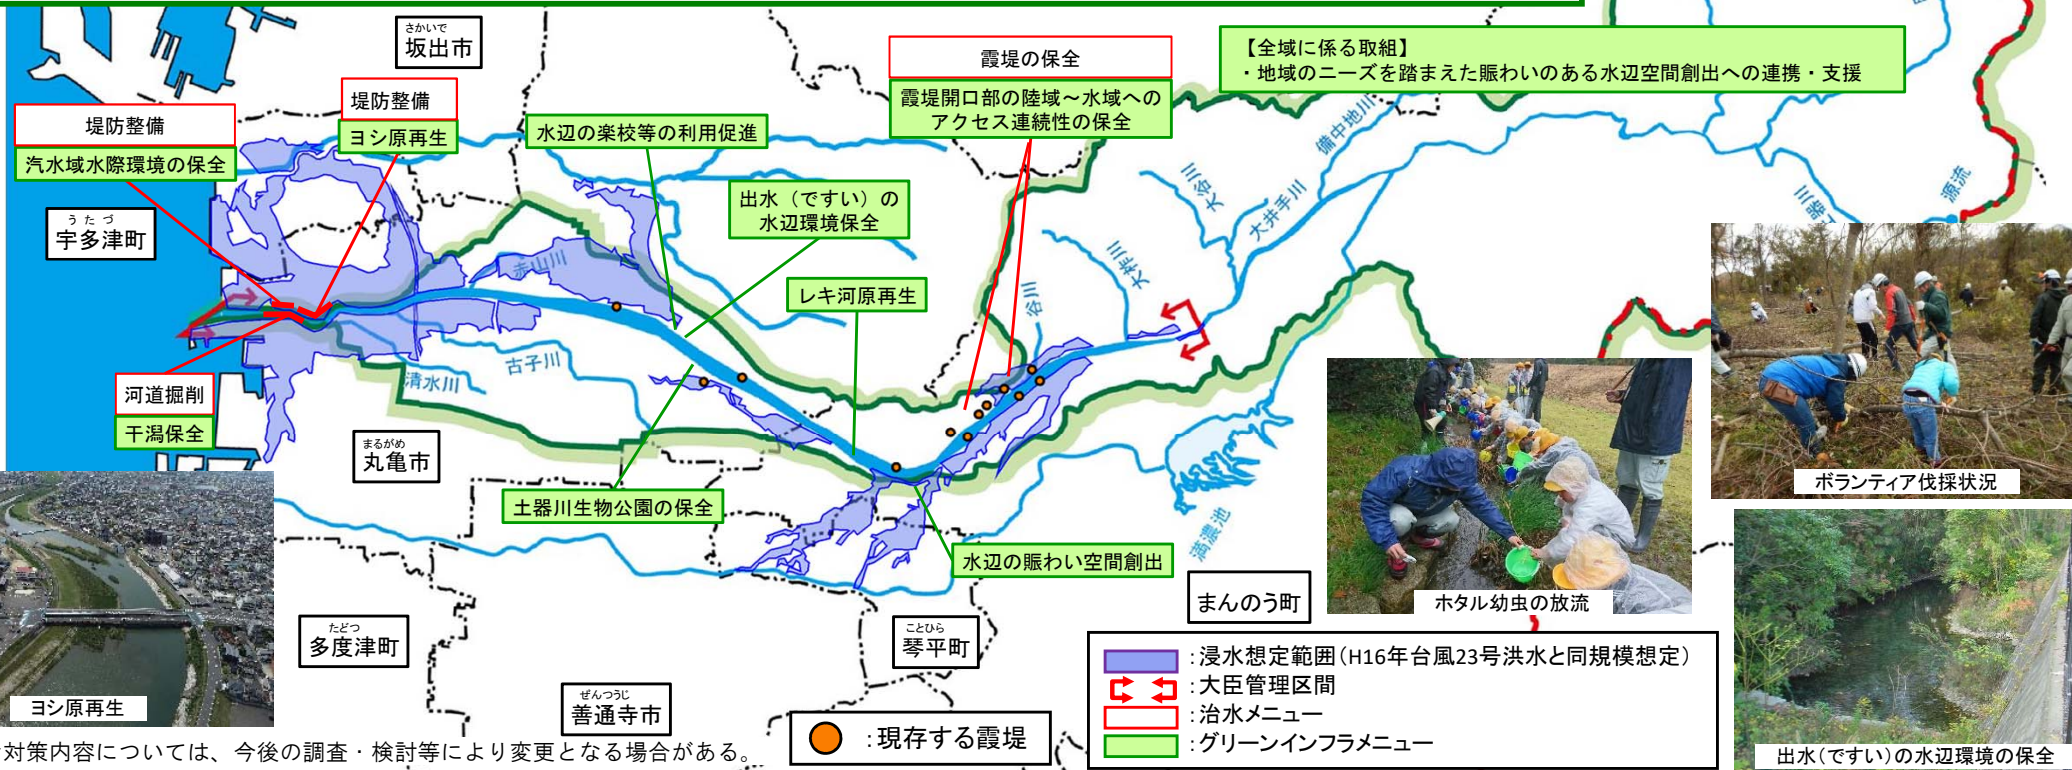 さかいで
坂出市
【全域に係る取組】
・地域のニーズを踏まえた賑わいのある水辺空間創出への連携・支援
霞堤の保全
霞堤開口部の陸域～水域への
アクセス連続性の保全
堤防整備
ヨシ原再生
堤防整備
汽水域水際環境の保全
水辺の楽校等の利用促進
出水（ですい）の
水辺環境保全
うたづ
宇多津町
レキ河原再生
赤山川
古子川
清水川
備中地川
大谷川
大井手川
大柞川
谷川
源流
満濃池
河道掘削
干潟保全
まるがめ
丸亀市
土器川生物公園の保全
水辺の賑わい空間創出
まんのう町
たどつ
多度津町
ことひら
琴平町
ぜんつうじ
善通寺市
ヨシ原再生
ホタル幼虫の放流
ボランティア伐採状況
出水（ですい）の水辺環境の保全
：現存する霞堤
：浸水想定範囲（H16年台風23号洪水と同規模想定）
：大臣管理区間
：治水メニュー
：グリーンインフラメニュー
対策内容については、今後の調査・検討等により変更となる場合がある。